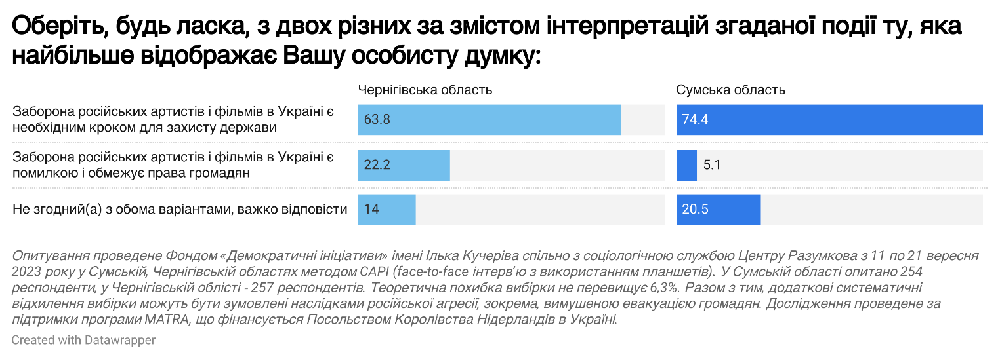 Оберіть, будь ласка, з двох різних за змістом інтерпретацій згаданої події ту, яка
найбільше відображає Вашу особисту думку:
Чернігівська область
Сумська область
Заборона російських артистів і фільмів в Україні є
необхідним кроком для захисту держави
63.8
74.4
Заборона російських артистів і фільмів в Україні є
помилкою і обмежує права громадян
22.2
5.1
Не згодний(а) з обома варіантами, важко відповісти
14
20.5
Опитування проведене Фондом «Демократичні ініціативи» імені Ілька Кучеріва спільно з соціологічною службою Центру Разумкова з 11 по 21 вересня
2023 року у Сумській, Чернігівській областях методом CAPI (face-to-face інтерв’ю з використанням планшетів). У Сумській області опитано 254
респонденти, у Чернігівській облісті - 257 респондентів. Теоретична похибка вибірки не перевищує 6,3%. Разом з тим, додаткові систематичні
відхилення вибірки можуть бути зумовлені наслідками російської агресії, зокрема, вимушеною евакуацією громадян. Дослідження проведене за
підтримки програми MATRA, що фінансується Посольством Королівства Нідерландів в Україні.
Created with Datawrapper